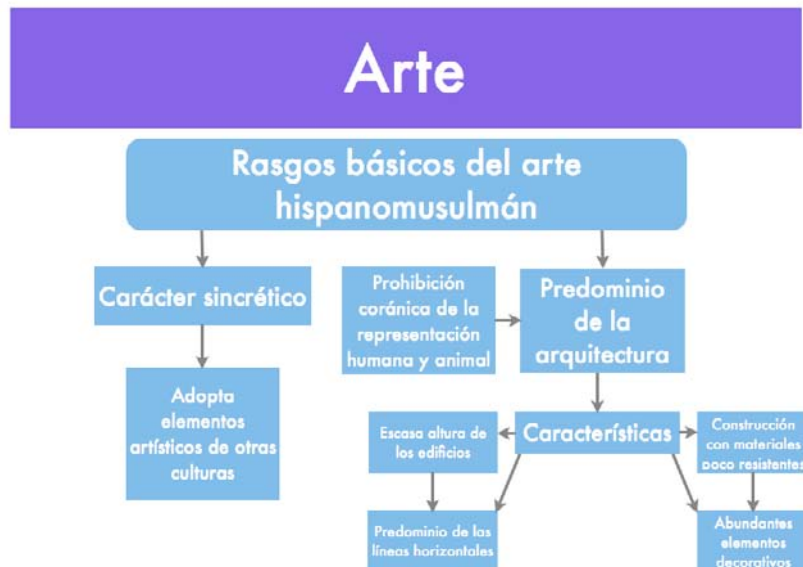 Arte
Rasgos básicos del arte
hispanomusulmán
Carácter sincrético
Adopta
elementos
artísticos de otras
culturas
Prohibición
coránica de la
representación
humana y animal
Predominio
de la
arquitectura
Características
Escasa altura de
los edificios
Predominio de las
líneas horizontales
Construcción
con materiales
poco resistentes
Abundantes
elementos
decorativos